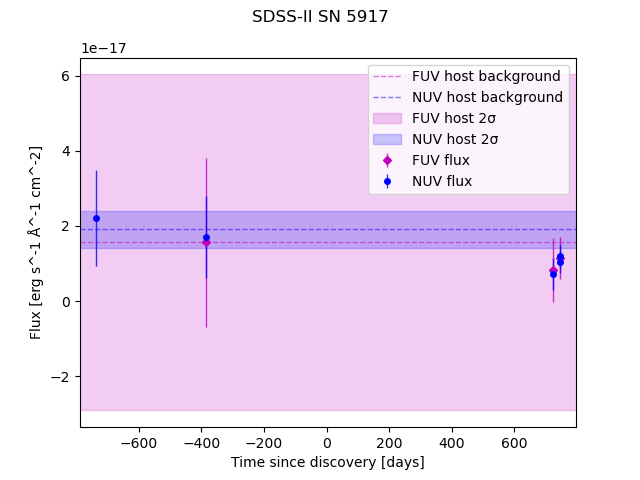 SDSS-II SN 5917
1e−17
FUV host background
NUV host background
FUV host 2σ
NUV host 2σ
FUV flux
NUV flux
6
4
2
0
−2
Flux [erg s^-1 Å^-1 cm^-2]
−600 −400 −200 0 200 400 600
Time since discovery [days]